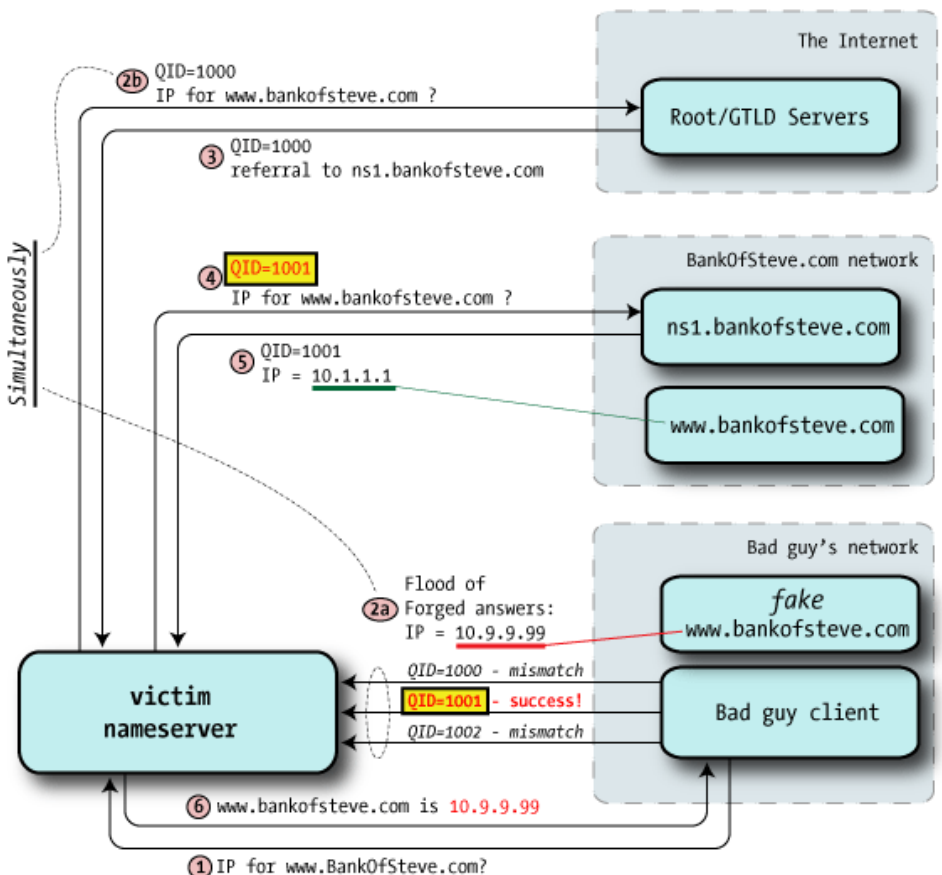 The Internet
2b QID=1000
IP for www.bankofsteve.com ?
Root/GTLD Servers
3 QID=1000
referral to ns1.bankofsteve.com
Simultaneously
4 QID=1001
IP for www.bankofsteve.com ?
BankOfSteve.com network
ns1.bankofsteve.com
5 QID=1001
IP = 10.1.1.1
www.bankofsteve.com
Bad guy's network
2a Flood of
Forged answers:
IP = 10.9.9.99
fake
www.bankofsteve.com
QID=1000 - mismatch
QID=1001 - success!
QID=1002 - mismatch
victim
nameserver
Bad guy client
6 www.bankofsteve.com is 10.9.9.99
1 IP for www.BankOfSteve.com?